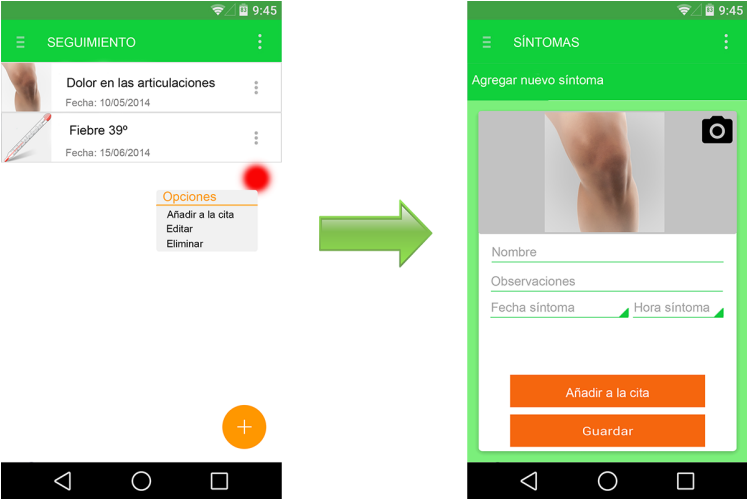 9:45
SEGUIMIENTO
Dolor en las articulaciones
Fecha: 10/05/2014
Fiebre 39º
Fecha: 15/06/2014
Opciones
Añadir a la cita
Editar
Eliminar
9:45
SÍNTOMAS
Agregar nuevo síntoma
Nombre
Observaciones
Fecha síntoma Hora síntoma
Añadir a la cita
Guardar